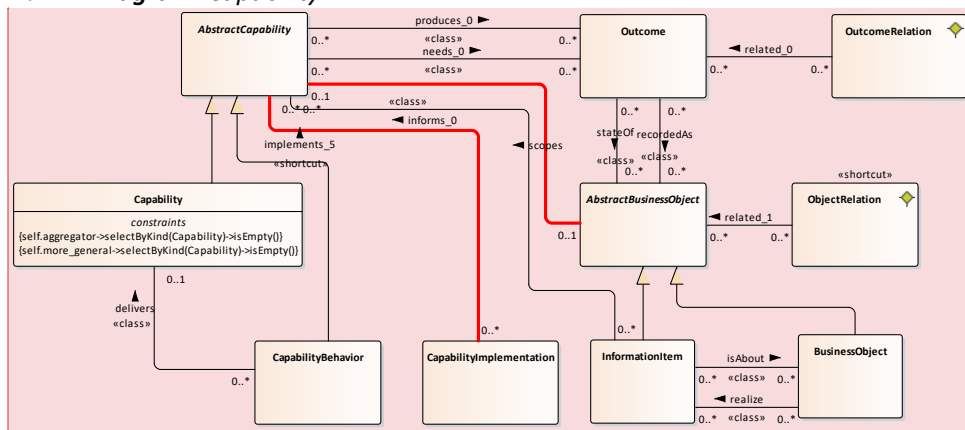 AbstractCapability
produces_0 ►
0..*
«class»
0..*
needs_0 ►
0..*
«class»
0..*
Outcome
◄ related_0
0..*
0..*
OutcomeRelation
0..1
0..*
0..*
«class»
◄ informs_0
implements_5
«shortcut»
◄ scopes
0..*
0..*
stateOf
recordedAs
«class»
«class»
0..*
0..*
Capability
constraints
{self.aggregator->selectByKind(Capability)->isEmpty()}
{self.more_general->selectByKind(Capability)->isEmpty()}
AbstractBusinessObject
0..1
◄ related_1
0..*
0..*
«shortcut»
ObjectRelation
0..1
delivers
«class»
0..*
CapabilityBehavior
0..*
CapabilityImplementation
0..*
InformationItem
isAbout ►
0..*
«class»
0..*
◄ realize
0..*
«class»
0..*
BusinessObject